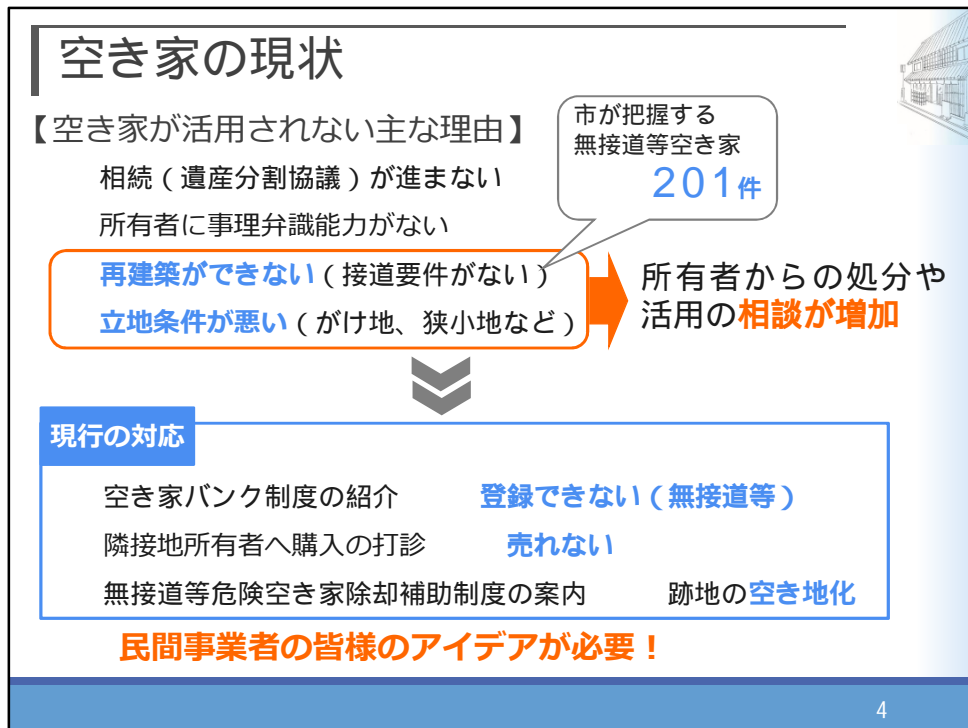 空き家の現状
【空き家が活用されない主な理由】
市が把握する
無接道等空き家
201件
相続(遺産分割協議)が進まない
所有者に事理弁識能力がない
再建築ができない(接道要件がない)
立地条件が悪い(がけ地、狭小地など)
所有者からの処分や
活用の相談が増加
現行の対応
空き家バンク制度の紹介 登録できない(無接道等)
隣接地所有者へ購入の打診 売れない
無接道等危険空き家除却補助制度の案内 跡地の空き地化
民間事業者の皆様のアイデアが必要!
4